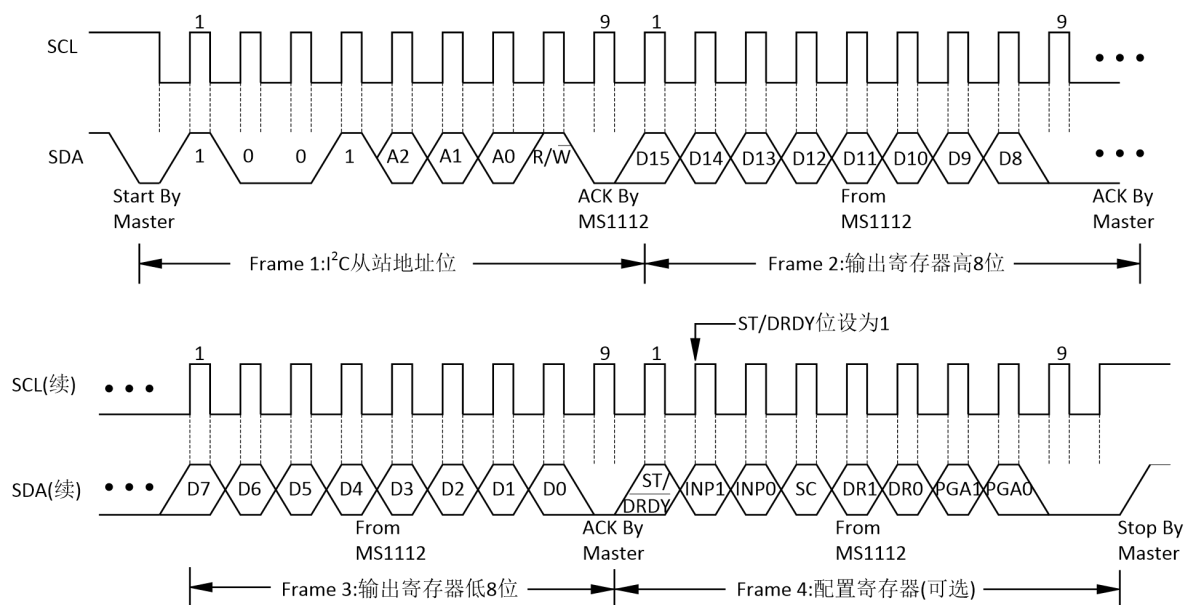 1 9 1 9
SCL
SDA 1 0 0 1 A2 A1 A0 R/W̅ D15 D14 D13 D12 D11 D10 D9 D8
Start By Master
ACK By MS1112
From MS1112
ACK By Master
Frame 1:I²C从站地址位
Frame 2:输出寄存器高8位
ST/DRDY位设为1
1 9 1 9
SCL(续)
SDA(续) D7 D6 D5 D4 D3 D2 D1 D0 ST/D̅R̅D̅Y̅ INP1 INP0 SC DR1 DR0 PGA1 PGA0
From MS1112
ACK By Master
From MS1112
Stop By Master
Frame 3:输出寄存器低8位
Frame 4:配置寄存器(可选)